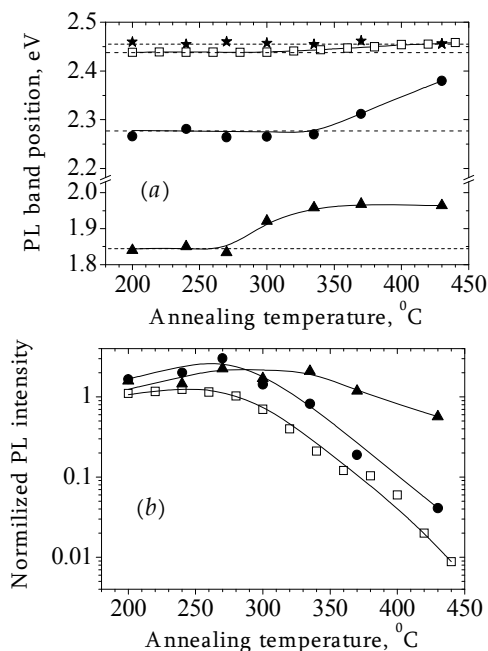 2.5
2.4
2.3
2.2
2.0
1.9
1.8
PL band position, eV
(a)
200 250 300 350 400 450
Annealing temperature, ⁰C
1
0.1
0.01
Normilized PL intensity
(b)
200 250 300 350 400 450
Annealing temperature, ⁰C